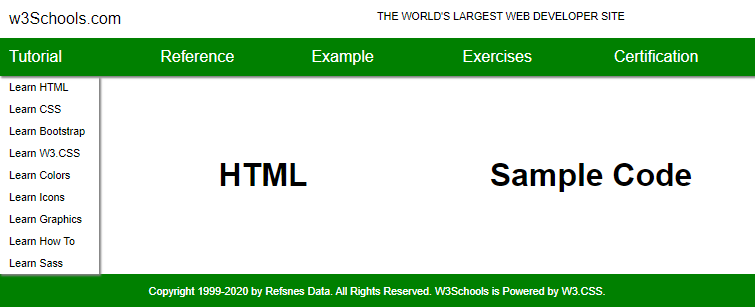 w3Schools.com
THE WORLD'S LARGEST WEB DEVELOPER SITE
Tutorial Reference Example Exercises Certification
Learn HTML
Learn CSS
Learn Bootstrap
Learn W3.CSS
Learn Colors
Learn Icons
Learn Graphics
Learn How To
Learn Sass
HTML
Sample Code
Copyright 1999-2020 by Refsnes Data. All Rights Reserved. W3Schools is Powered by W3.CSS.